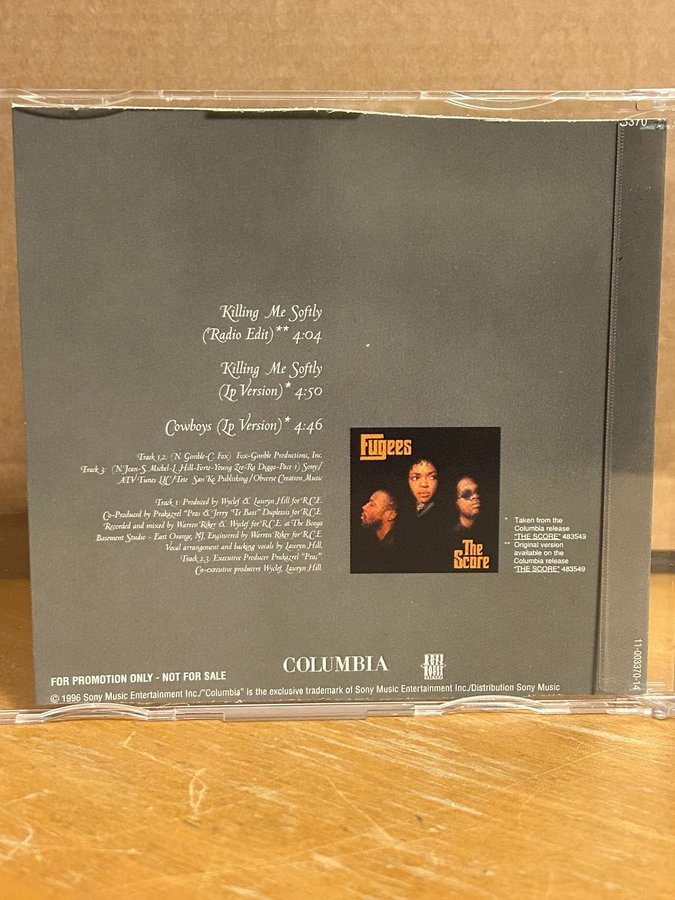 S370
Killing Me Softly
(Radio Edit)** 4:04
Killing Me Softly
(Lp Version)* 4:50
Cowboys (Lp Version)* 4:46
Track 1,2: (N. Gimble-C. Fox) Fox-Gimble Productions, Inc.
Track 3: (N. Jean-S. Michel-L. Hill-Forte-Young Zee-Ra Digga-Pace 1) Sony/
ATV Tunes LLC/Tete San Ko Publishing/Obverse Creation Music
Track 1: Produced by Wyclef & Lauryn Hill for R.C.E.
Co-Produced by Prakazrel "Pras" & Jerry "Te Bass" Duplessis for R.C.E.
Recorded and mixed by Warren Riker & Wyclef for R.C.E. at The Booga
Basement Studio - East Orange, NJ, Engineered by Warren Riker for R.C.E.
Vocal arrangement and backing vocals by Lauryn Hill.
Track 2,3: Executive Producer Prakazrel "Pras".
Co-executive producers Wyclef, Lauryn Hill.
Fugees
The
Score
* Taken from the
Columbia release
"THE SCORE" 483549
** Original version
available on the
Columbia release
"THE SCORE" 483549
11-003370-14
COLUMBIA
RUFF
HOUSE
RECORDS
FOR PROMOTION ONLY - NOT FOR SALE
© 1996 Sony Music Entertainment Inc./"Columbia" is the exclusive trademark of Sony Music Entertainment Inc./Distribution Sony Music